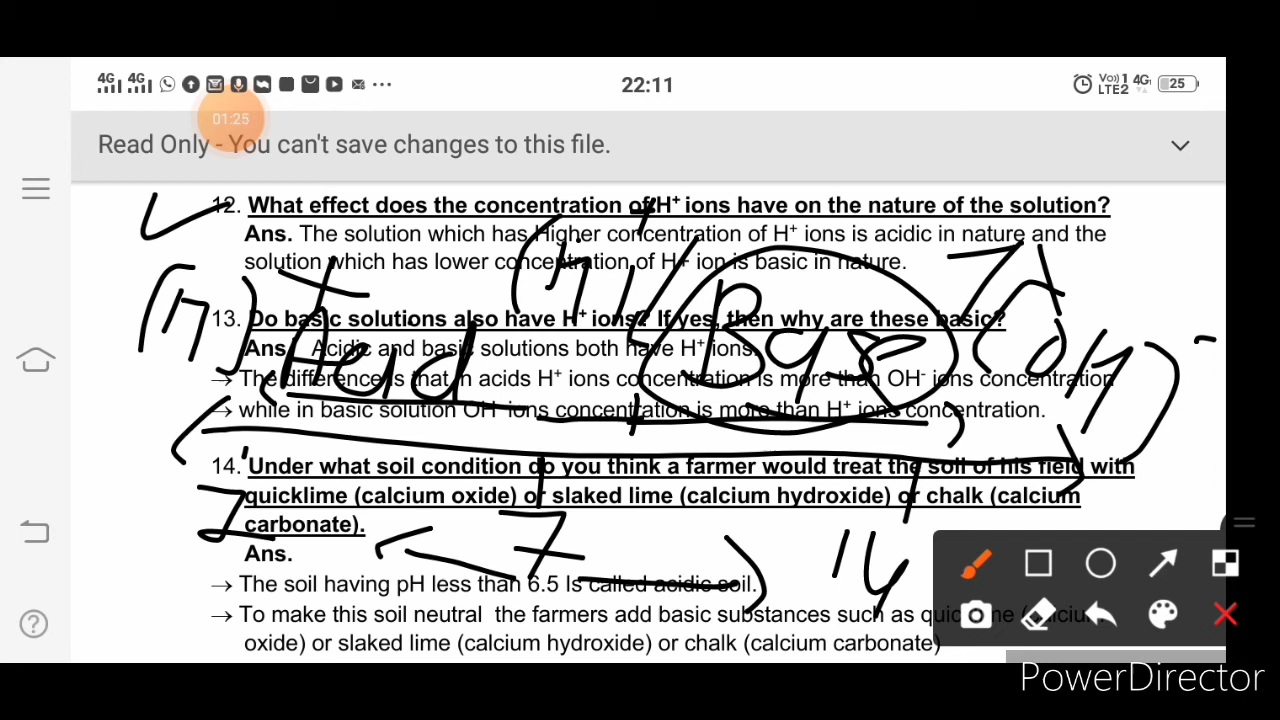 4G 4G 22:11 Vo)) 1 4G LTE2 25
01:25
Read Only - You can't save changes to this file.
12. What effect does the concentration of H⁺ ions have on the nature of the solution?
Ans. The solution which has Higher concentration of H⁺ ions is acidic in nature and the
solution which has lower concentration of H⁺ ion is basic in nature.
(H)⁺ (H⁺) (OH)⁻
13. Do basic solutions also have H⁺ ions? If yes, then why are these basic?
Ans. Acidic and basic solutions both have H⁺ ions.
Acid Base
→ The difference is that in acids H⁺ ions concentration is more than OH⁻ ions concentration
→ while in basic solution OH⁻ ions concentration is more than H⁺ ions concentration.
14. Under what soil condition do you think a farmer would treat the soil of his field with
quicklime (calcium oxide) or slaked lime (calcium hydroxide) or chalk (calcium
carbonate).
7 14
Ans.
→ The soil having pH less than 6.5 Is called acidic soil.
→ To make this soil neutral the farmers add basic substances such as
oxide) or slaked lime (calcium hydroxide) or chalk (calcium carbonate)
PowerDirector